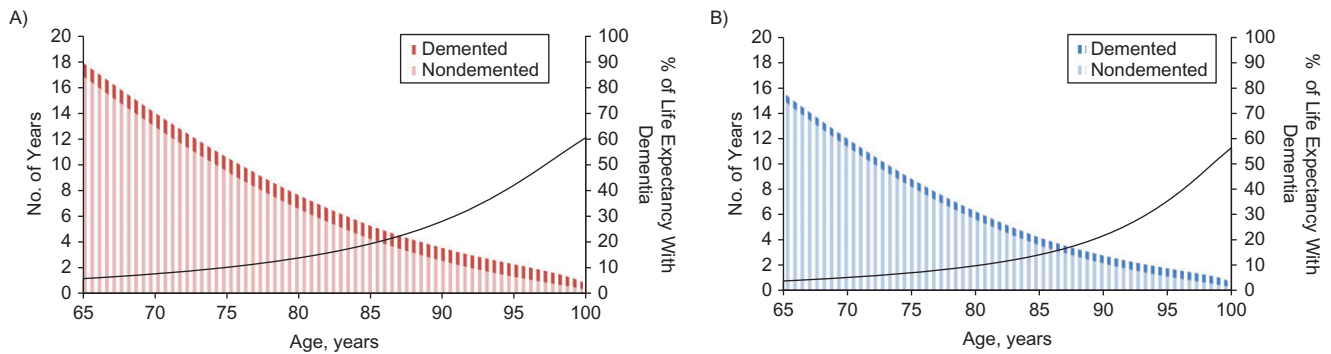 A)
No. of Years
20
18
16
14
12
10
8
6
4
2
0
Demented
Nondemented
100
90
80
70
60
50
40
30
20
10
0
% of Life Expectancy With
Dementia
65 70 75 80 85 90 95 100
Age, years
B)
No. of Years
20
18
16
14
12
10
8
6
4
2
0
Demented
Nondemented
100
90
80
70
60
50
40
30
20
10
0
% of Life Expectancy With
Dementia
65 70 75 80 85 90 95 100
Age, years